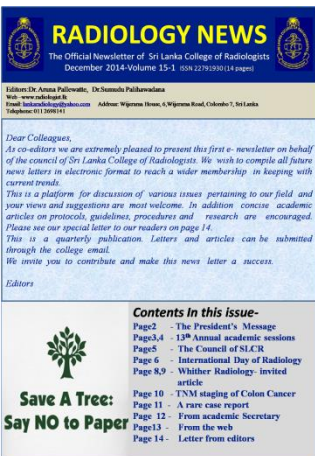 RADIOLOGY NEWS
The Official Newsletter of Sri Lanka College of Radiologists
December 2014-Volume 15-1 ISSN 22791930 (14 pages)
Editors:Dr. Aruna Pallewatte, Dr.Sumudu Palihawadana
Web -www.radiologist.lk
Email: lankaradiology@yahoo.com Address: Wijerama House, 6,Wijerama Road, Colombo 7, Sri Lanka
Telephone: 011 2698141
Dear Colleagues,
As co-editors we are extremely pleased to present this first e- newsletter on behalf
of the council of Sri Lanka College of Radiologists. We wish to compile all future
news letters in electronic format to reach a wider membership in keeping with
current trends.
This is a platform for discussion of various issues pertaining to our field and
your views and suggestions are most welcome. In addition concise academic
articles on protocols, guidelines, procedures and research are encouraged.
Please see our special letter to our readers on page 14.
This is a quarterly publication. Letters and articles can be submitted
through the college email.
We invite you to contribute and make this news letter a success.
Editors
Contents In this issue-
Page2 - The President's Message
Page3,4 - 13th Annual academic sessions
Page5 - The Council of SLCR
Page 6 - International Day of Radiology
Page 8,9 - Whither Radiology- invited
article
Page 10 - TNM staging of Colon Cancer
Page 11 - A rare case report
Page 12 - From academic Secretary
Page13 - From the web
Page 14 - Letter from editors
Save A Tree:
Say NO to Paper